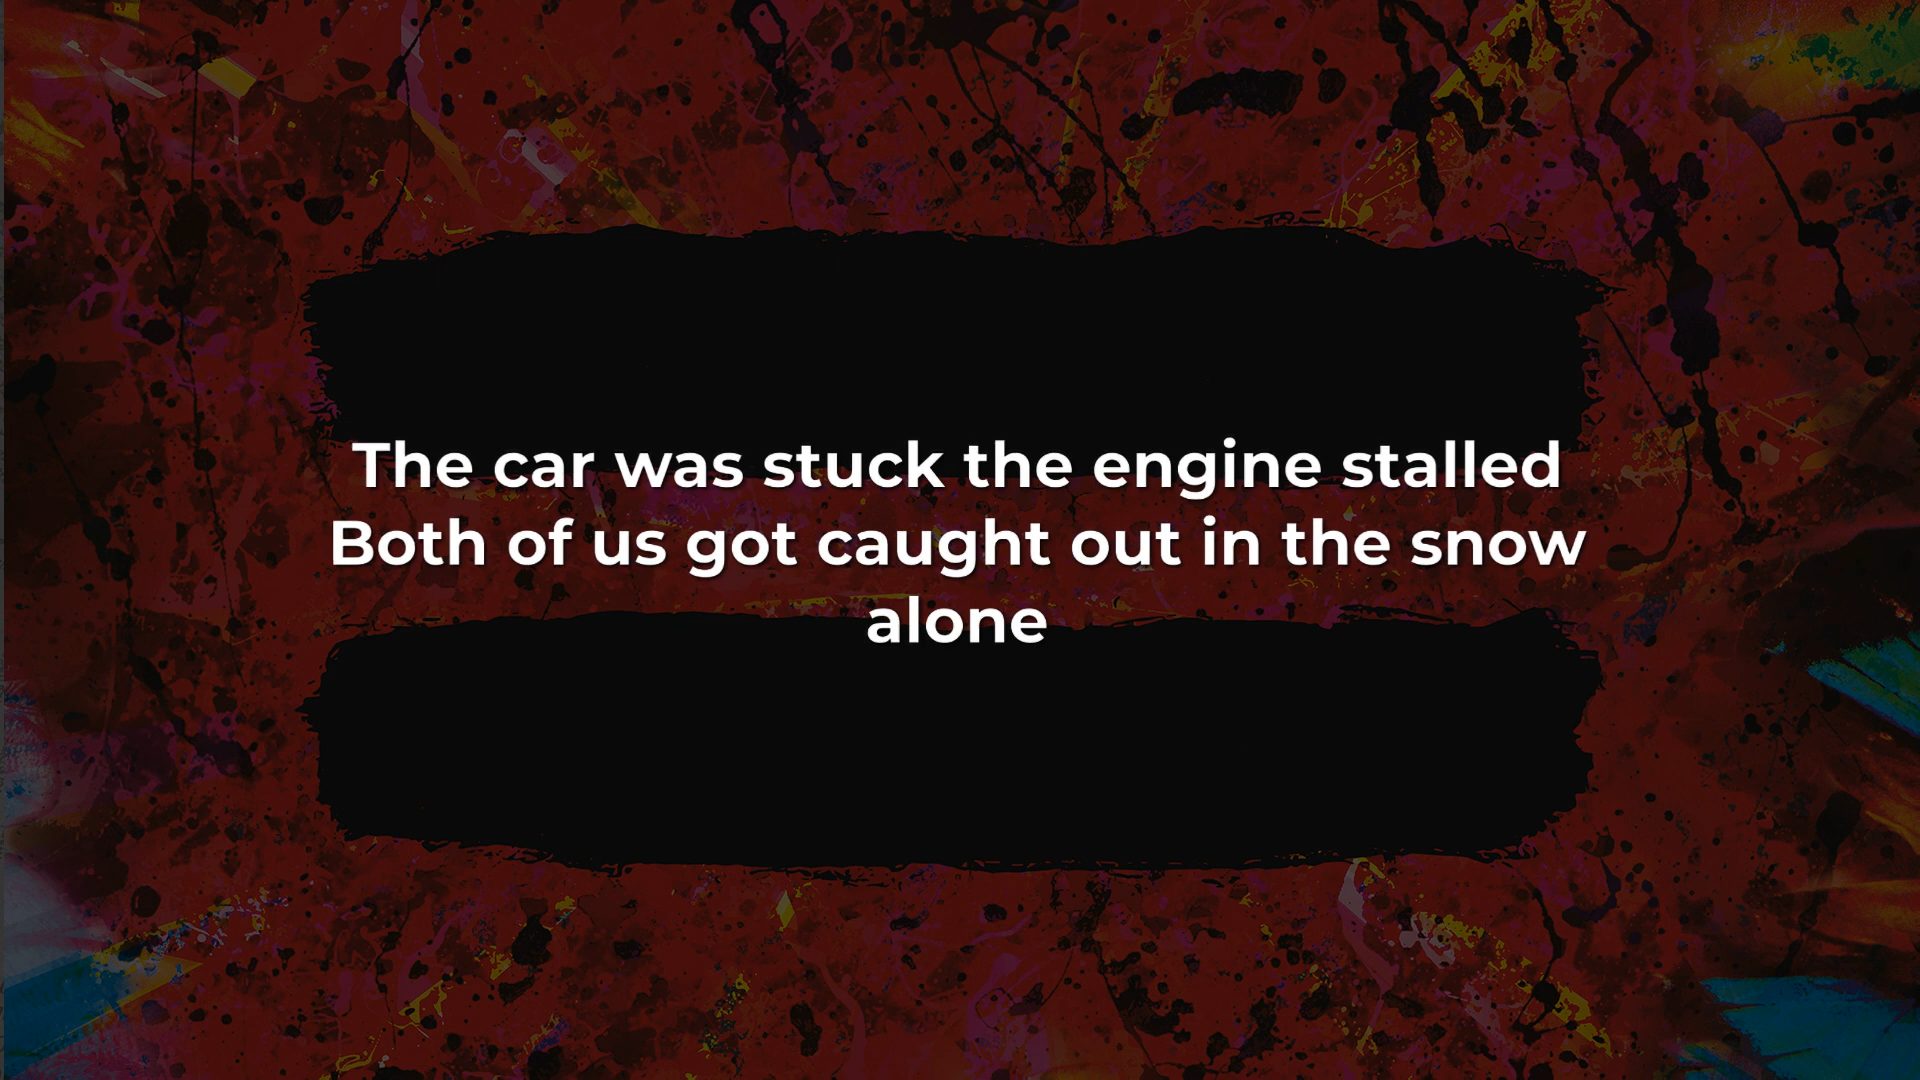 The car was stuck the engine stalled
Both of us got caught out in the snow
alone